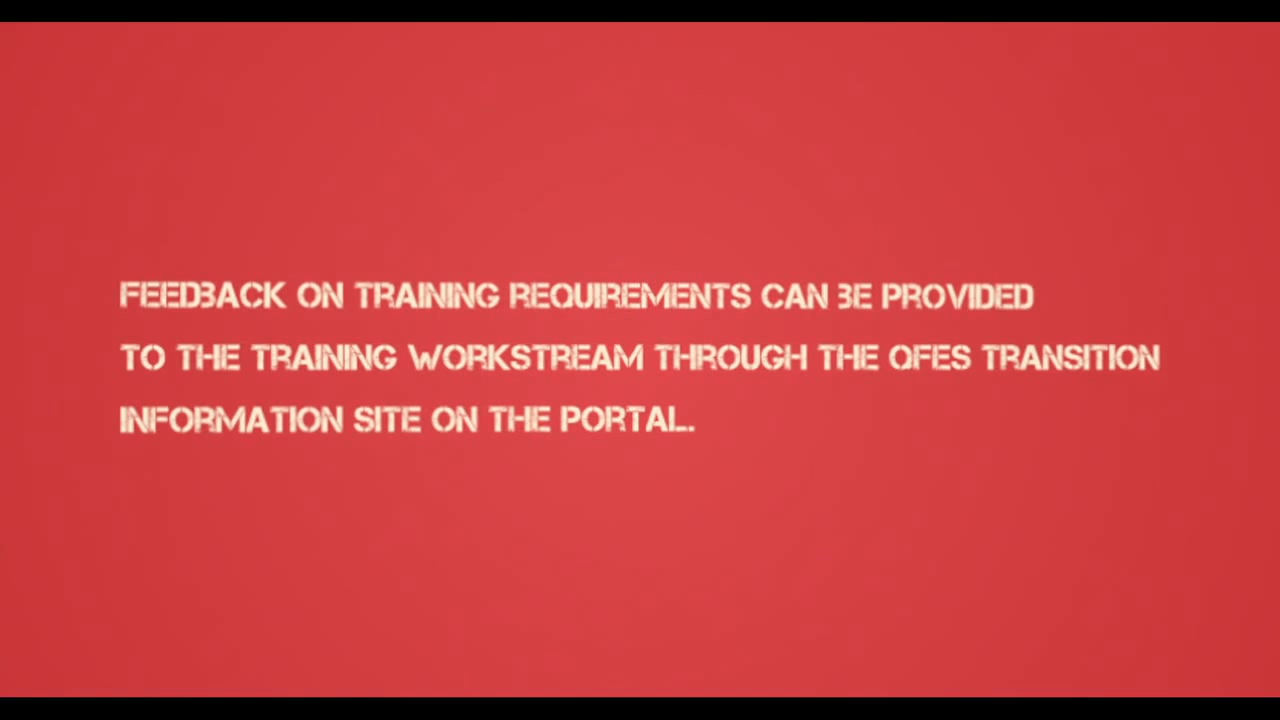 FEEDBACK ON TRAINING REQUIREMENTS CAN BE PROVIDED
TO THE TRAINING WORKSTREAM THROUGH THE QFES TRANSITION
INFORMATION SITE ON THE PORTAL.